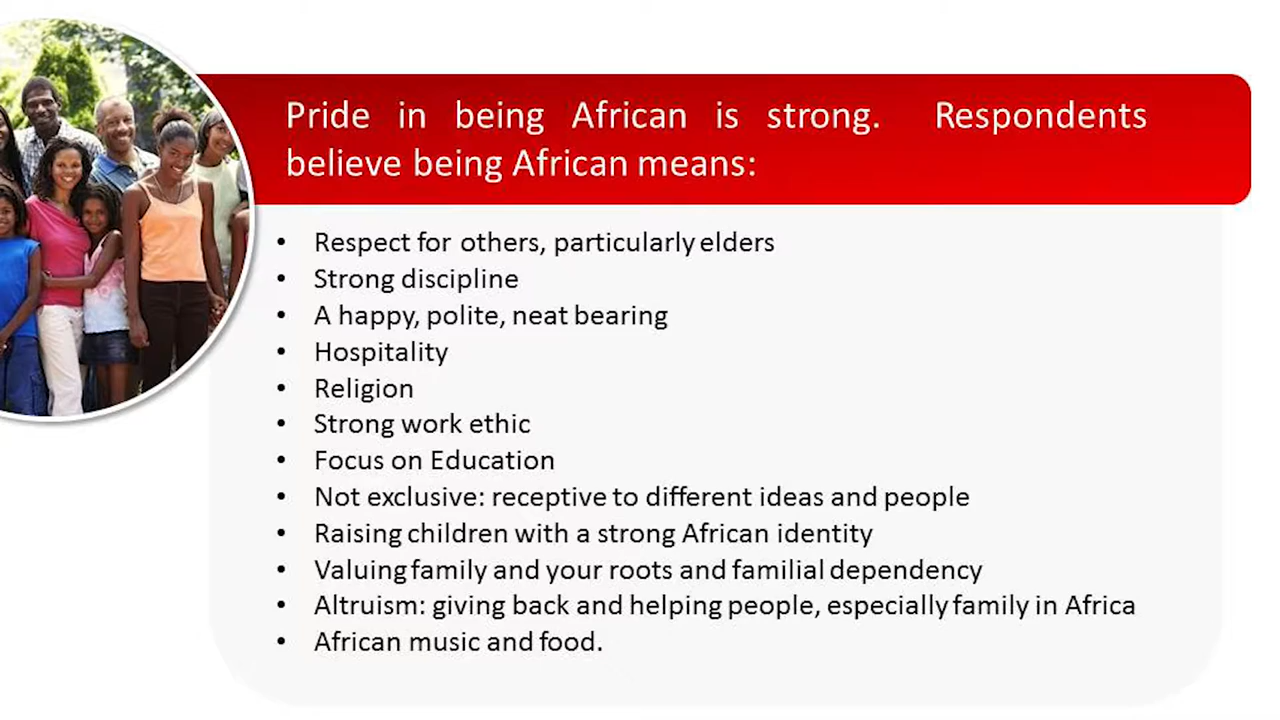 Pride in being African is strong. Respondents
believe being African means:
• Respect for others, particularly elders
• Strong discipline
• A happy, polite, neat bearing
• Hospitality
• Religion
• Strong work ethic
• Focus on Education
• Not exclusive: receptive to different ideas and people
• Raising children with a strong African identity
• Valuing family and your roots and familial dependency
• Altruism: giving back and helping people, especially family in Africa
• African music and food.